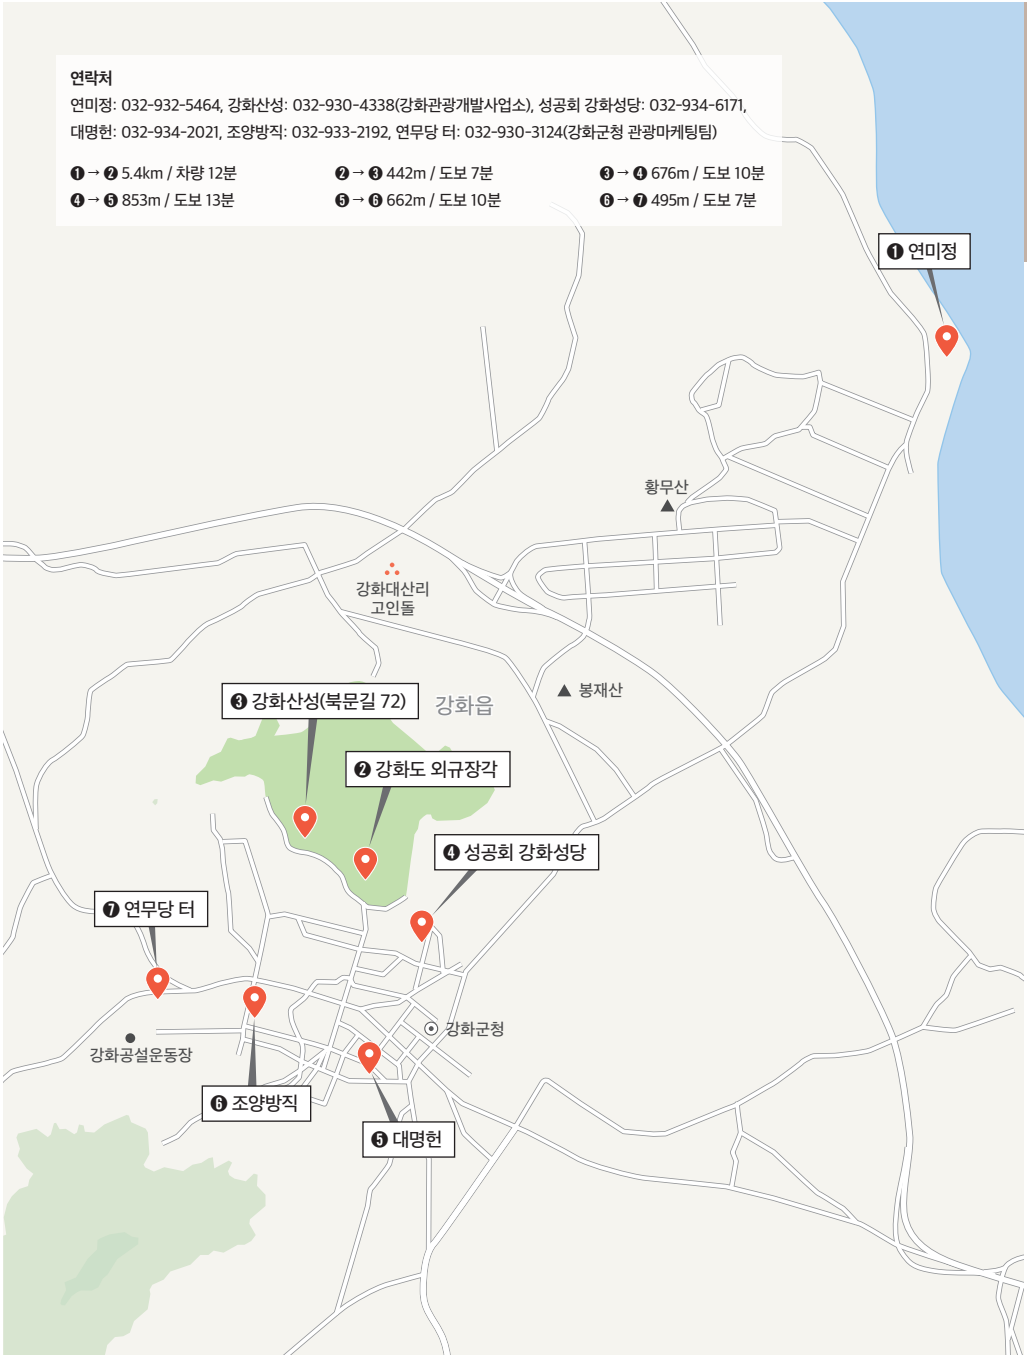 연락처
연미정: 032-932-5464, 강화산성: 032-930-4338(강화관광개발사업소), 성공회 강화성당: 032-934-6171,
대명헌: 032-934-2021, 조양방직: 032-933-2192, 연무당 터: 032-930-3124(강화군청 관광마케팅팀)
❶ → ❷ 5.4km / 차량 12분
❷ → ❸ 442m / 도보 7분
❸ → ❹ 676m / 도보 10분
❹ → ❺ 853m / 도보 13분
❺ → ❻ 662m / 도보 10분
❻ → ❼ 495m / 도보 7분
❶ 연미정
황무산
강화대산리
고인돌
봉재산
❸ 강화산성(북문길 72)
강화읍
❷ 강화도 외규장각
❹ 성공회 강화성당
❼ 연무당 터
강화군청
강화공설운동장
❻ 조양방직
❺ 대명헌